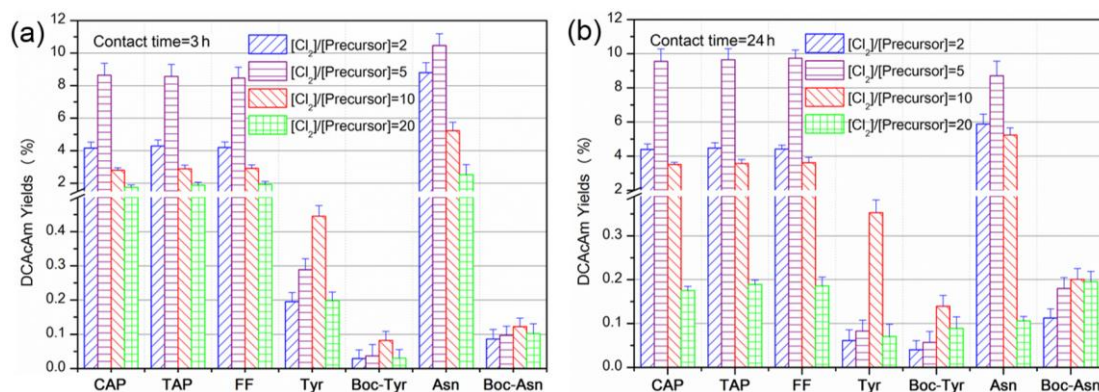 (a)
Contact time=3 h
[Cl₂]/[Precursor]=2
[Cl₂]/[Precursor]=5
[Cl₂]/[Precursor]=10
[Cl₂]/[Precursor]=20
DCAcAm Yields (%)
12
10
8
6
4
2
0.4
0.3
0.2
0.1
0.0
CAP TAP FF Tyr Boc-Tyr Asn Boc-Asn
(b)
Contact time=24 h
[Cl₂]/[Precursor]=2
[Cl₂]/[Precursor]=5
[Cl₂]/[Precursor]=10
[Cl₂]/[Precursor]=20
DCAcAm Yields (%)
12
10
8
6
4
2
0.3
0.2
0.1
0.0
CAP TAP FF Tyr Boc-Tyr Asn Boc-Asn